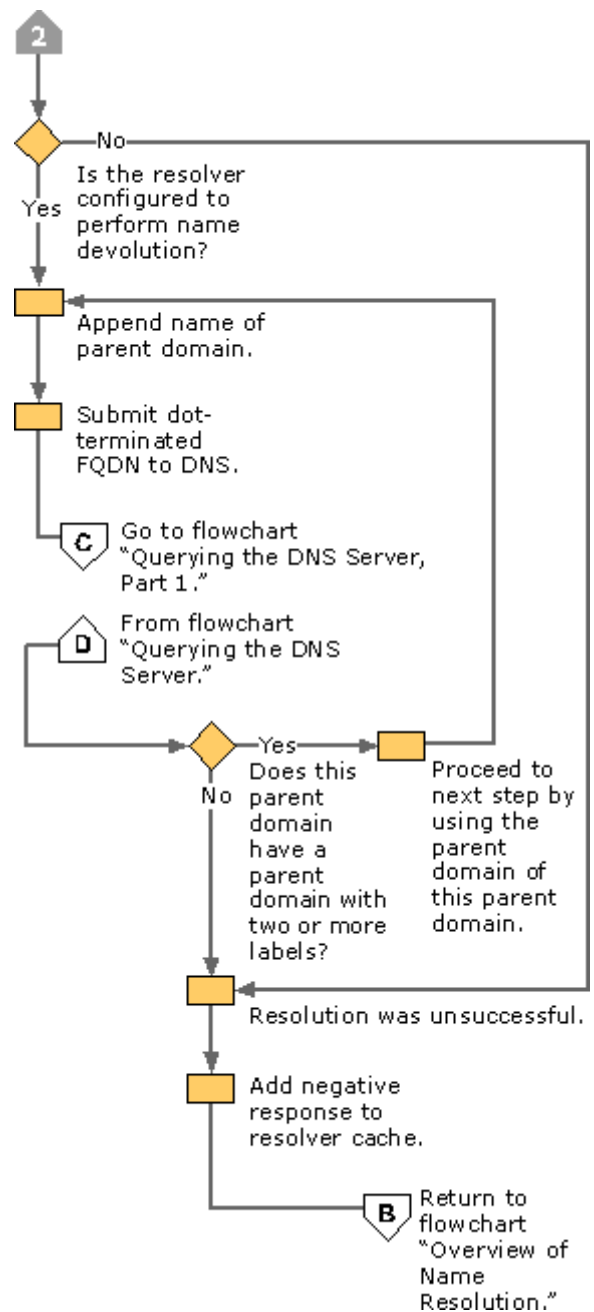 2
No
Is the resolver
configured to
perform name
devolution?
Yes
Append name of
parent domain.
Submit dot-
terminated
FQDN to DNS.
C
Go to flowchart
“Querying the DNS Server,
Part 1.”
D
From flowchart
“Querying the DNS
Server.”
Yes
Does this
parent
domain
have a
parent
domain with
two or more
labels?
No
Proceed to
next step by
using the
parent
domain of
this parent
domain.
Resolution was unsuccessful.
Add negative
response to
resolver cache.
B
Return to
flowchart
“Overview of
Name
Resolution.”